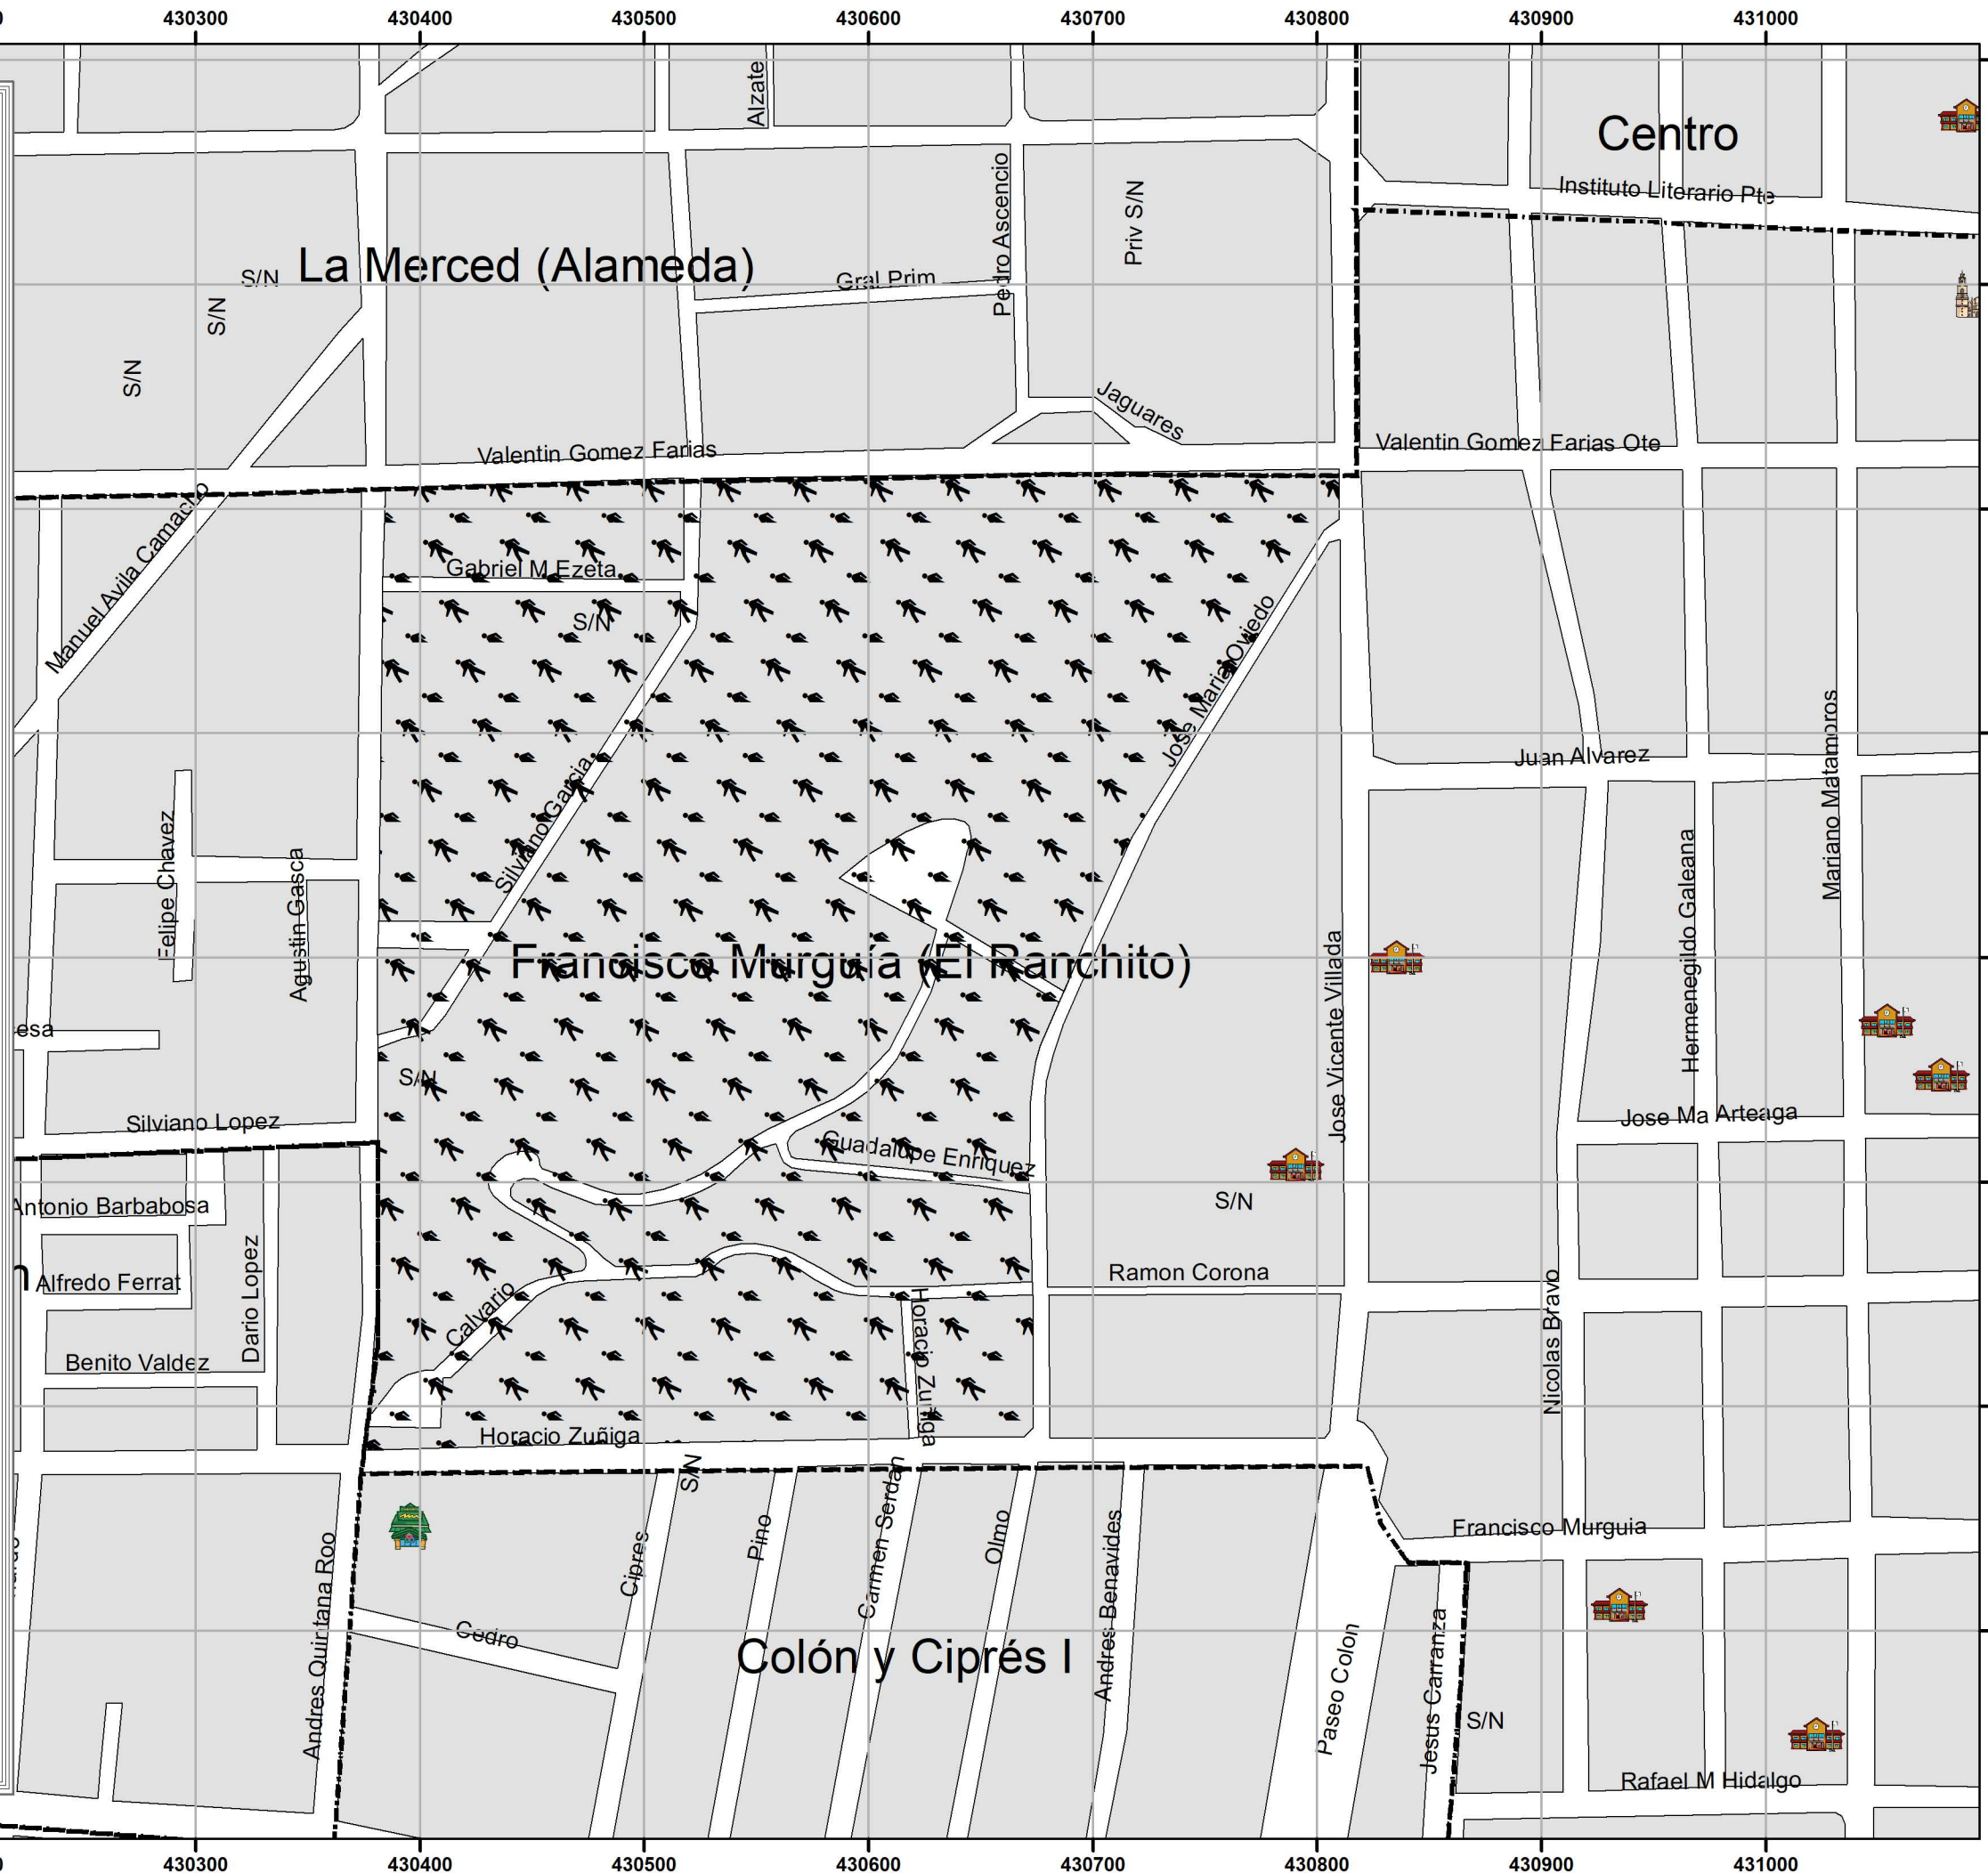 430300 430400 430500 430600 430700 430800 430900 431000
Alzate
Centro
Pedro Ascencio
Priv S/N
Instituto Literario Pte
La Merced (Alameda)
S/N
S/N
S/N
Gral Prim
Jaguares
Valentin Gomez Farias
Valentin Gomez Farias Ote
Manuel Avila Camacho
Gabriel M Ezeta
S/N
Jose Maria Oviedo
Juan Alvarez
Mariano Matamoros
Silviano Garcia
Felipe Chavez
Agustin Gasca
Hermenegildo Galeana
Francisco Murguía (El Ranchito)
Jose Vicente Villada
esa
S/N
Silviano Lopez
Jose Ma Arteaga
Guadalupe Enriquez
Antonio Barbabosa
S/N
Dario Lopez
n
Alfredo Ferrat
Ramon Corona
Calvario
Horacio Zuñiga
Nicolas Bravo
Benito Valdez
Horacio Zuñiga
S/N
Carmen Serdan
Francisco Murguia
Andres Quintana Roo
Cipres
Pino
Olmo
Andres Benavides
Cedro
Colón y Ciprés I
Paseo Colon
Jesus Carranza
S/N
Rafael M Hidalgo
430300 430400 430500 430600 430700 430800 430900 431000